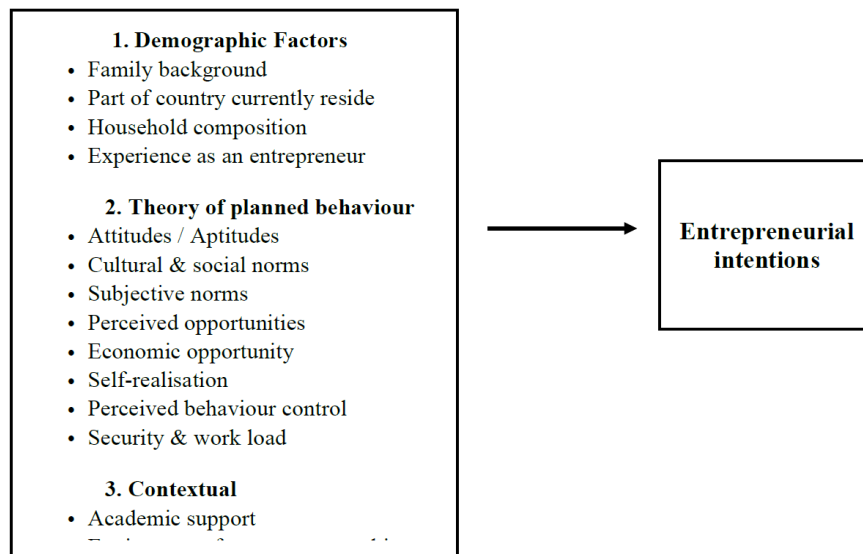 1. Demographic Factors
• Family background
• Part of country currently reside
• Household composition
• Experience as an entrepreneur
2. Theory of planned behaviour
• Attitudes / Aptitudes
• Cultural & social norms
• Subjective norms
• Perceived opportunities
• Economic opportunity
• Self-realisation
• Perceived behaviour control
• Security & work load
3. Contextual
• Academic support
Entrepreneurial
intentions